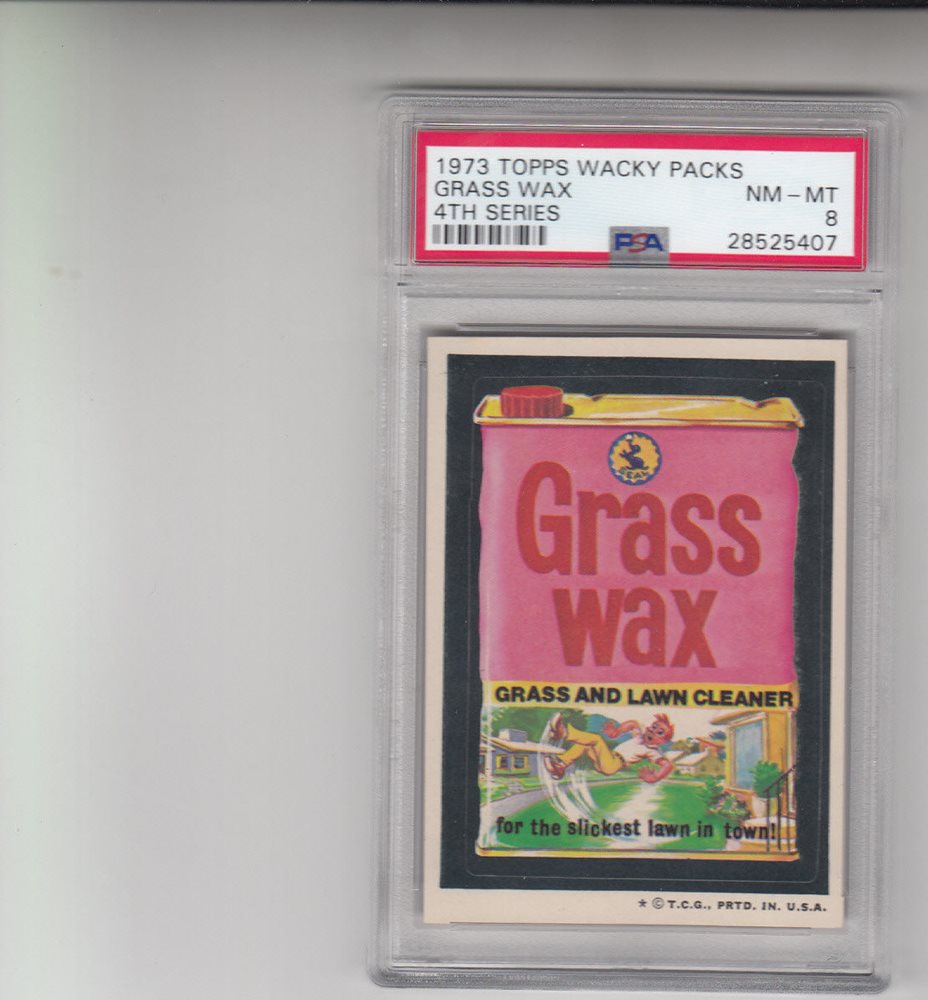 1973 TOPPS WACKY PACKS
GRASS WAX NM – MT
4TH SERIES 8
PSA 28525407
SEAL
Grass
wax
GRASS AND LAWN CLEANER
for the slickest lawn in town!
* © T.C.G., PRTD. IN. U.S.A.